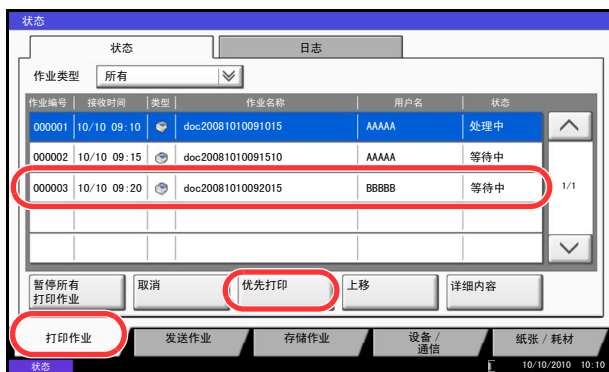 状态
状态 日志
作业类型 所有
作业编号 接收时间 类型 作业名称 用户名 状态
000001 10/10 09:10 doc20081010091015 AAAAA 处理中
000002 10/10 09:15 doc20081010091510 AAAAA 等待中
000003 10/10 09:20 doc20081010092015 BBBBB 等待中
1/1
暂停所有
打印作业
取消
优先打印
上移
详细内容
打印作业
发送作业
存储作业
设备 /
通信
纸张 / 耗材
状态 10/10/2010 10:10